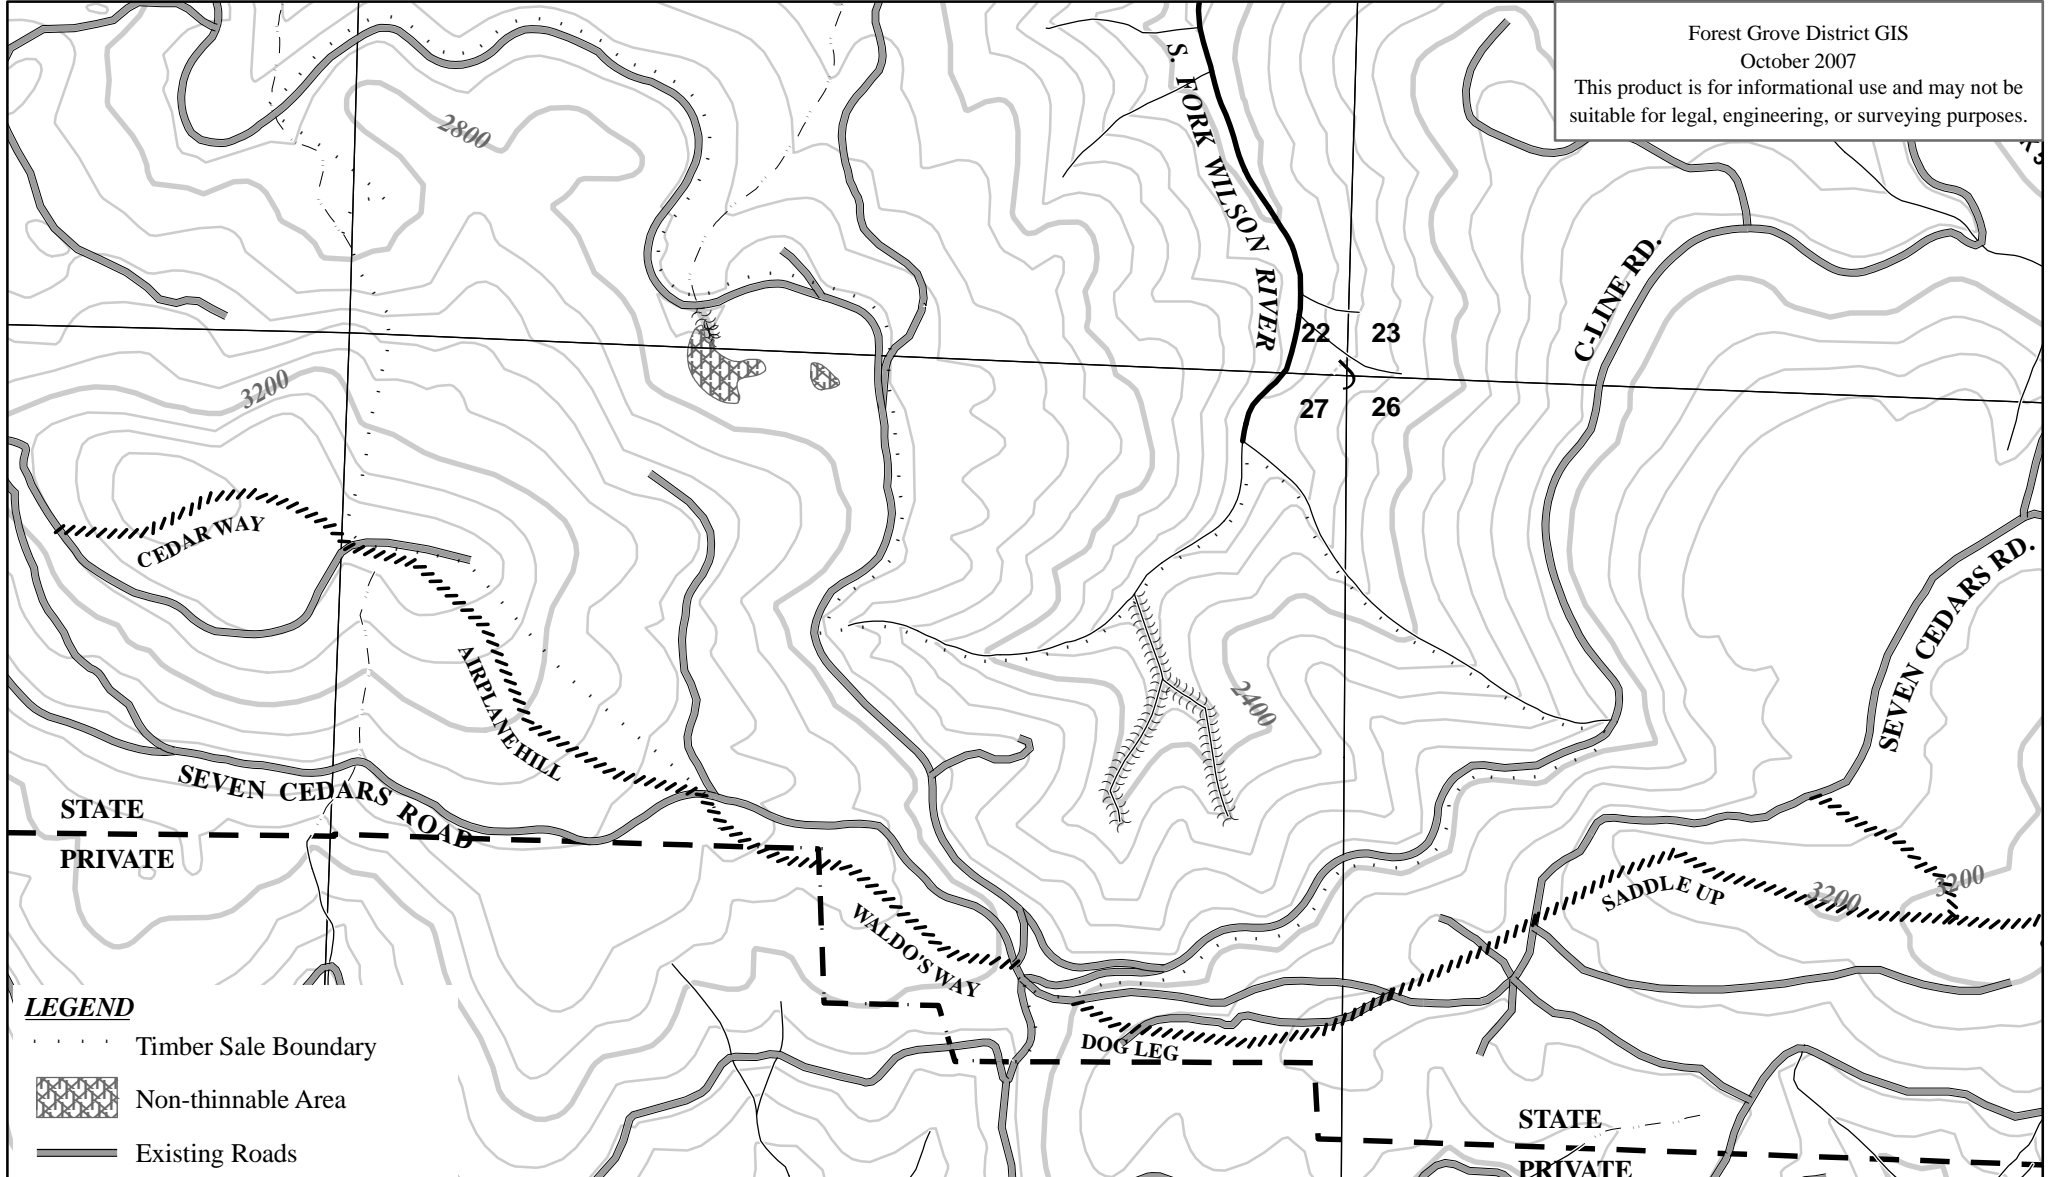 Forest Grove District GIS
October 2007
This product is for informational use and may not be
suitable for legal, engineering, or surveying purposes.
2800
S. FORK WILSON RIVER
C-LINE RD.
22
23
27
26
3200
CEDAR WAY
AIRPLANE HILL
2400
SEVEN CEDARS RD.
SEVEN CEDARS ROAD
STATE
PRIVATE
WALDO'S WAY
SADDLE UP
3200
3200
DOG LEG
LEGEND
Timber Sale Boundary
Non-thinnable Area
Existing Roads
STATE
PRIVATE